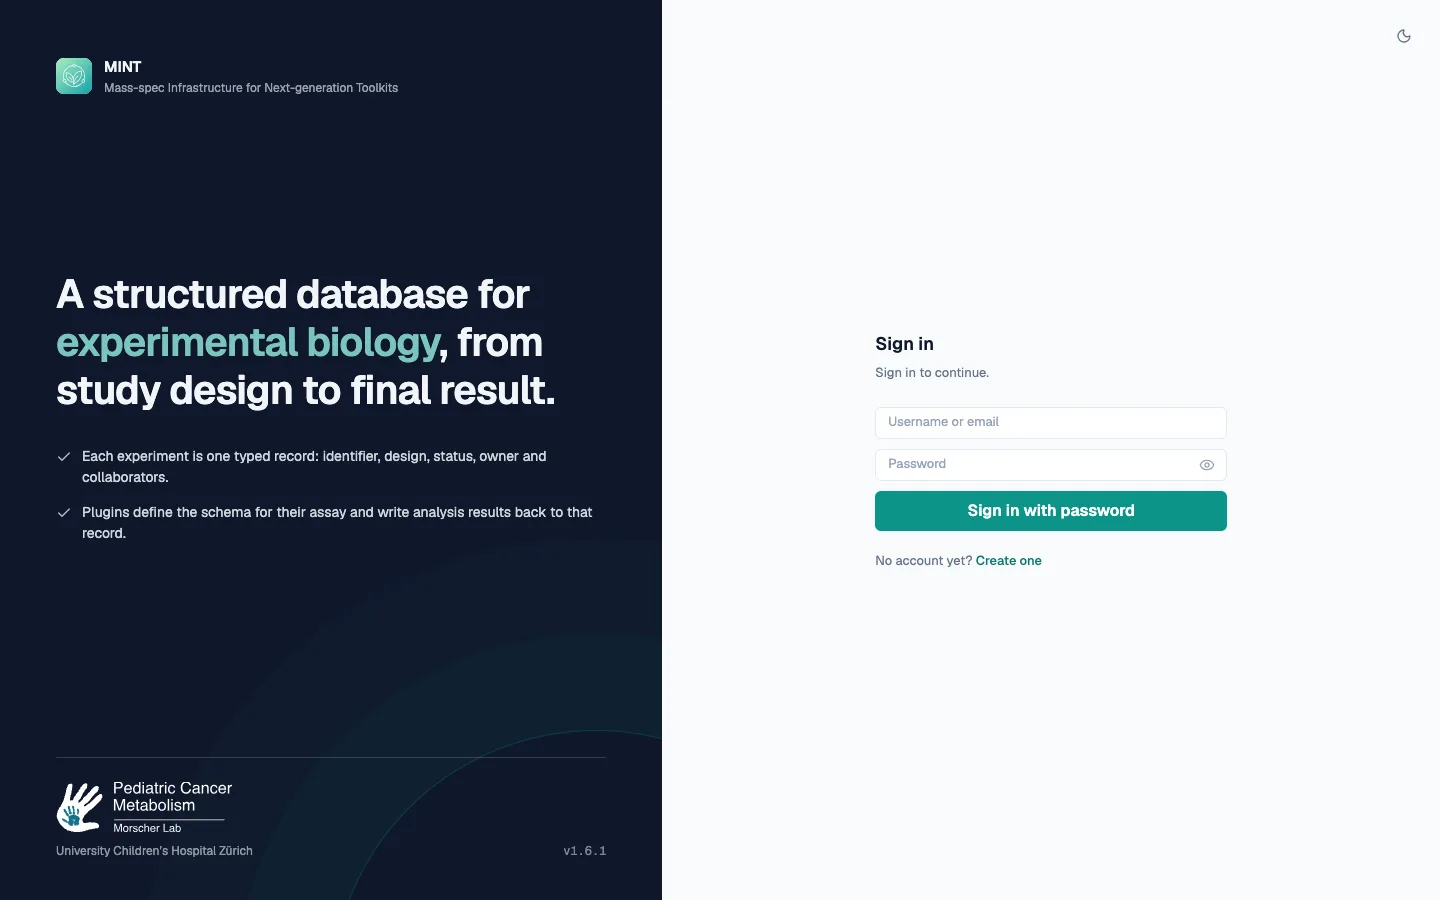 MINT
Mass-spec Infrastructure for Next-generation Toolkits
A structured database for
experimental biology, from
study design to final result.
Each experiment is one typed record: identifier, design, status, owner and
collaborators.
Plugins define the schema for their assay and write analysis results back to that
record.
Pediatric Cancer
Metabolism
Morscher Lab
University Children's Hospital Zürich
v1.6.1
Sign in
Sign in to continue.
Username or email
Password
Sign in with password
No account yet? Create one